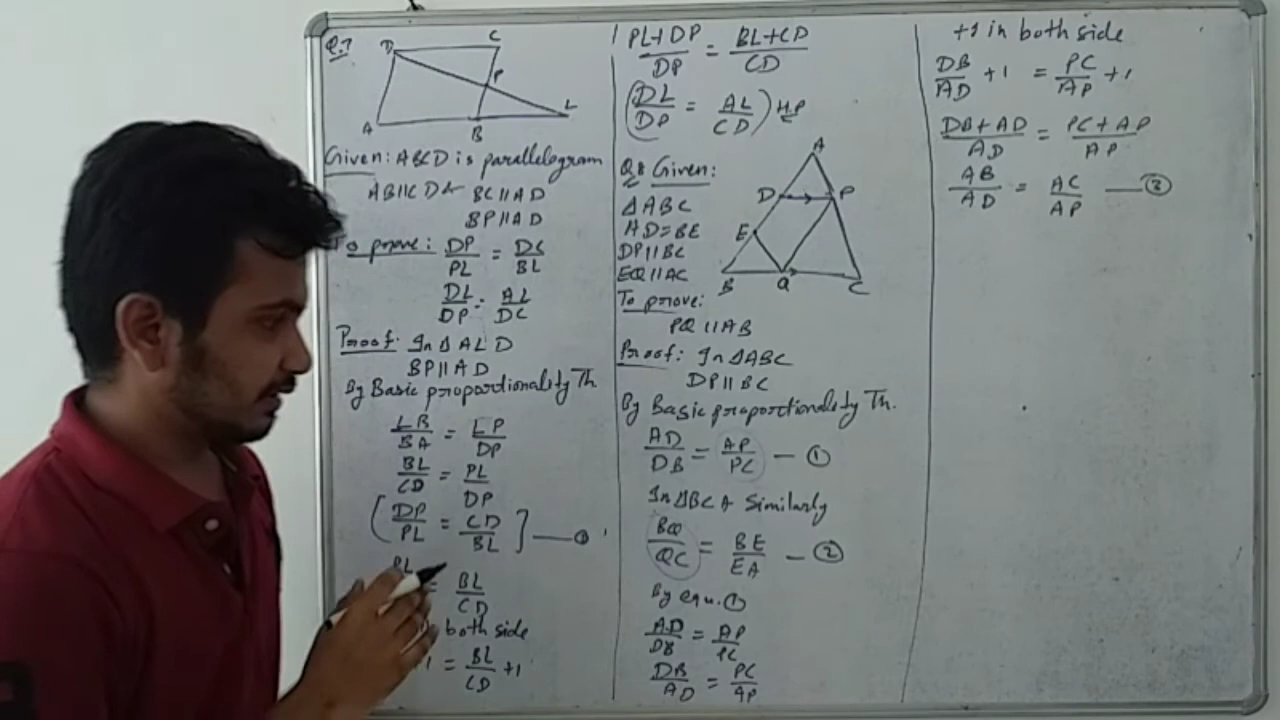 Q.7
D C
P
A B L
Given: ABCD is parallelogram
AB||CD & BC||AD
BP||AD
To prove: DP/PL = DC/BL
DL/DP = AL/DC
Proof: In Δ ALD
BP||AD
By Basic proportionality Th
LB/BA = LP/DP
BL/CD = PL/DP
(DP/PL = CD/BL] — ①
= BL/CD
both side
= BL/CD +1
PL+DP/DP = BL+CD/CD
(DL/DP = AL/CD) H.P
Q8 Given:
ΔABC
AD=BE
DP||BC
EQ||AC
A
D P
E
B Q C
To prove:
PQ||AB
Proof: In ΔABC
DP||BC
By Basic proportionality Th.
AD/DB = AP/PC — ①
In ΔBCA Similarly
BQ/QC = BE/EA — ②
By equ. ①
AD/DB = AP/PC
DB/AD = PC/AP
+1 in both side
DB/AD +1 = PC/AP +1
DB+AD/AD = PC+AP/AP
AB/AD = AC/AP — ③